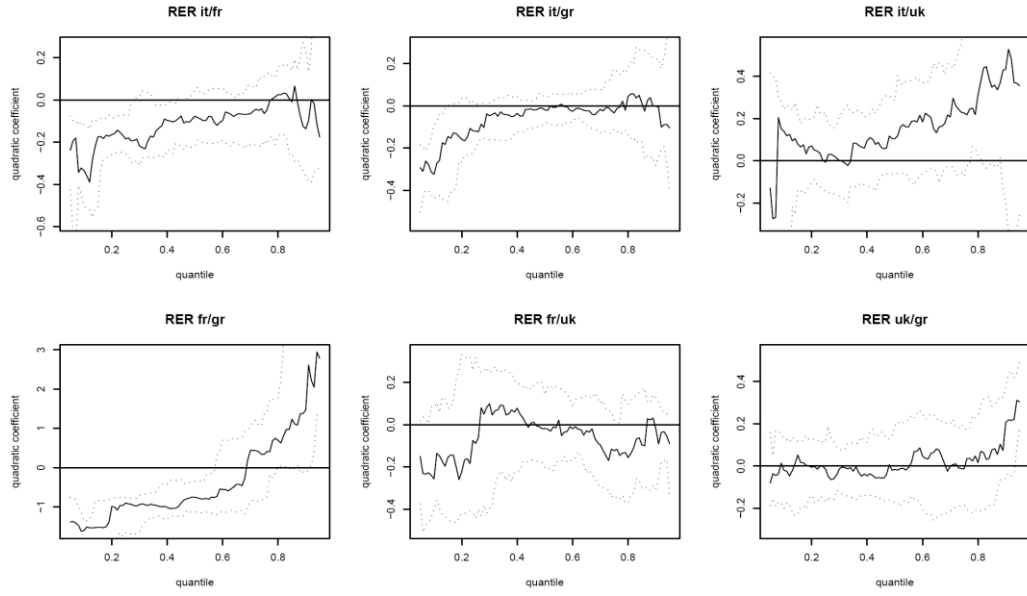 RER it/fr
quadratic coefficient
0.2
0.0
−0.2
−0.4
−0.6
0.2 0.4 0.6 0.8
quantile
RER it/gr
quadratic coefficient
0.2
0.0
−0.2
−0.4
0.2 0.4 0.6 0.8
quantile
RER it/uk
quadratic coefficient
0.4
0.2
0.0
−0.2
0.2 0.4 0.6 0.8
quantile
RER fr/gr
quadratic coefficient
3
2
1
0
−1
0.2 0.4 0.6 0.8
quantile
RER fr/uk
quadratic coefficient
0.2
0.0
−0.2
−0.4
0.2 0.4 0.6 0.8
quantile
RER uk/gr
quadratic coefficient
0.4
0.2
0.0
−0.2
0.2 0.4 0.6 0.8
quantile